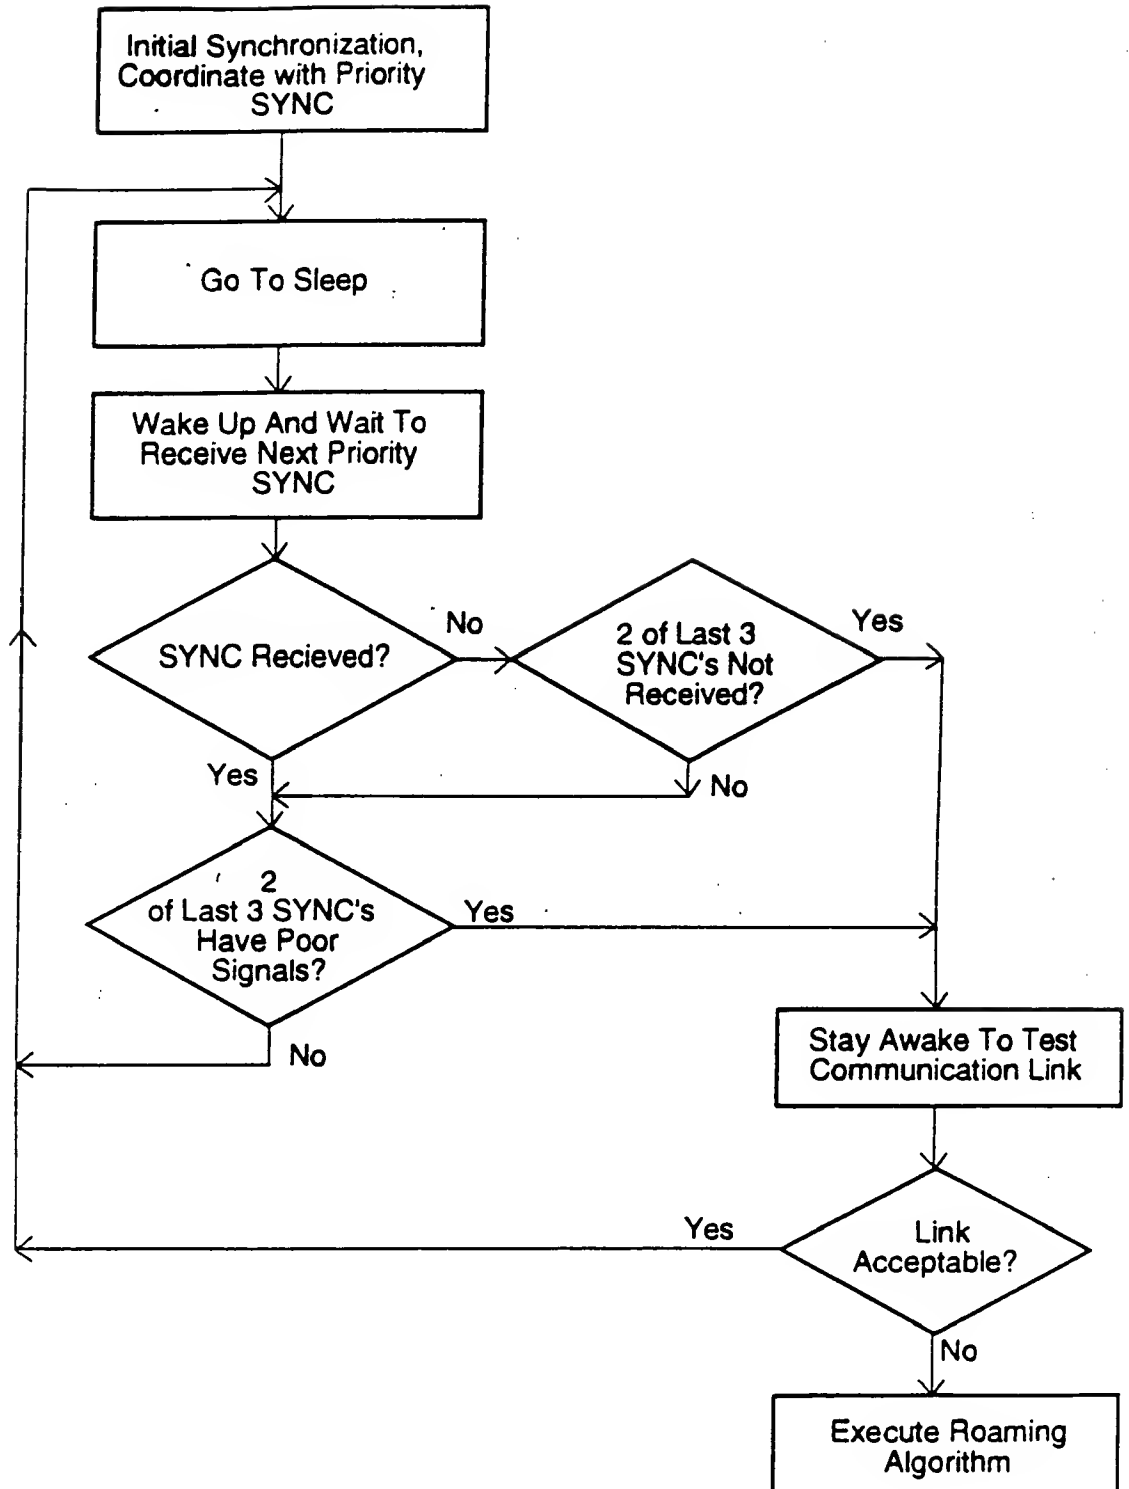 Initial Synchronization,
Coordinate with Priority
SYNC
Go To Sleep
Wake Up And Wait To
Receive Next Priority
SYNC
SYNC Recieved?
No
2 of Last 3
SYNC's Not
Received?
Yes
Yes
No
2
of Last 3 SYNC's
Have Poor
Signals?
Yes
No
Stay Awake To Test
Communication Link
Link
Acceptable?
Yes
No
Execute Roaming
Algorithm